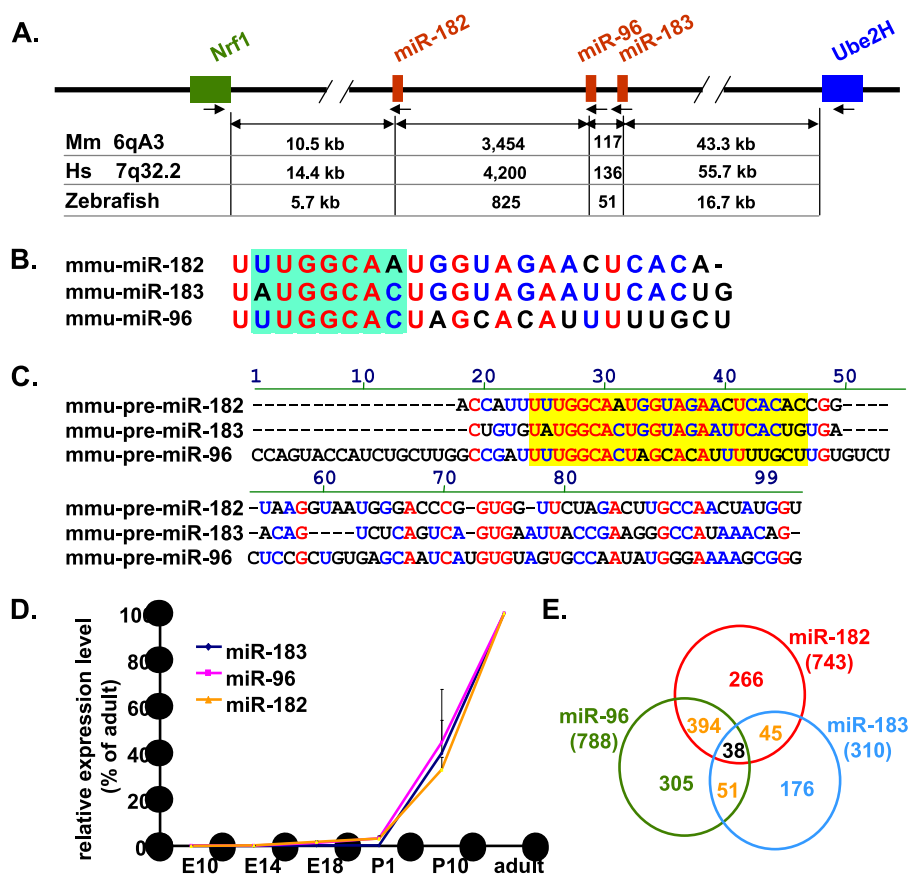 A.
Nrf1
miR-182
miR-96
miR-183
Ube2H
Mm 6qA3 10.5 kb 3,454 117 43.3 kb
Hs 7q32.2 14.4 kb 4,200 136 55.7 kb
Zebrafish 5.7 kb 825 51 16.7 kb
B.
mmu-miR-182 UUUGGCAAUGGUAGAACUCACA-
mmu-miR-183 UAUGGCACUGGUAGAAUUCACUG
mmu-miR-96 UUUGGCACUAGCACAUUUUUGCU
C.
1 10 20 30 40 50
mmu-pre-miR-182 -----------------ACCAUUUUUGGCAAUGGUAGAACUCACACCGG----
mmu-pre-miR-183 ------------------CUGUGUAUGGCACUGGUAGAAUUCACUGUGA----
mmu-pre-miR-96 CCAGUACCAUCUGCUUGGCCGAUUUUGGCACUAGCACAUUUUUGCUUGUGUCU
60 70 80 99
mmu-pre-miR-182 -UAAGGUAAUGGGACCCG-GUGG-UUCUAGACUUGCCAACUAUGGU
mmu-pre-miR-183 -ACAG----UCUCAGUCA-GUGAAUUACCGAAGGGCCAUAAACAG-
mmu-pre-miR-96 CUCCGCUGUGAGCAAUCAUGUGUAGUGCCAAUAUGGGAAAAGCGGG
D.
relative expression level
(% of adult)
100
80
60
40
20
0
miR-183
miR-96
miR-182
E10 E14 E18 P1 P10 adult
E.
miR-182
(743)
miR-96
(788)
miR-183
(310)
266
394
45
38
305
51
176